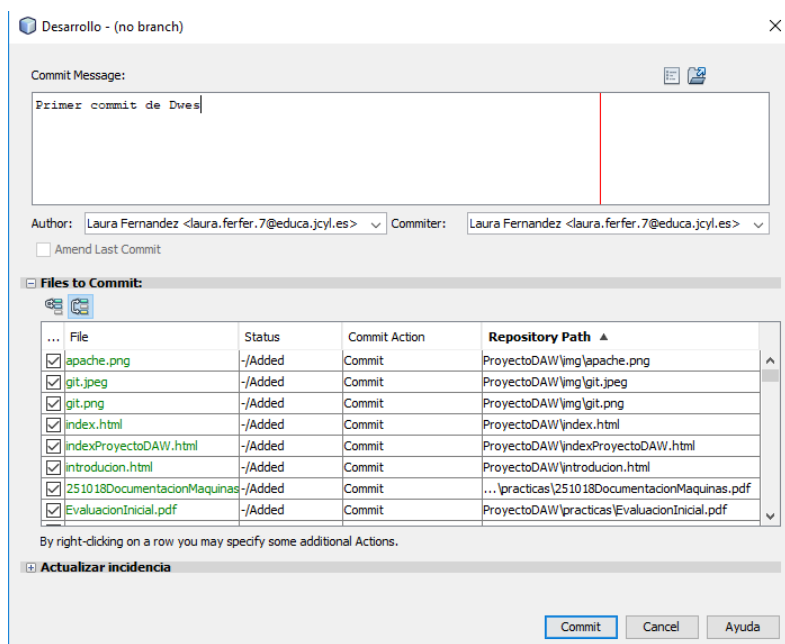 Desarrollo - (no branch)
Commit Message:
Primer commit de Dwes
Author: Laura Fernandez <laura.ferfer.7@educa.jcyl.es> Commiter: Laura Fernandez <laura.ferfer.7@educa.jcyl.es>
Amend Last Commit
Files to Commit:
... File Status Commit Action Repository Path
apache.png -/Added Commit ProyectoDAW\img\apache.png
git.jpeg -/Added Commit ProyectoDAW\img\git.jpeg
git.png -/Added Commit ProyectoDAW\img\git.png
index.html -/Added Commit ProyectoDAW\index.html
indexProyectoDAW.html -/Added Commit ProyectoDAW\indexProyectoDAW.html
introducion.html -/Added Commit ProyectoDAW\introducion.html
251018DocumentacionMaquinas -/Added Commit ...\practicas\251018DocumentacionMaquinas.pdf
EvaluacionInicial.pdf -/Added Commit ProyectoDAW\practicas\EvaluacionInicial.pdf
By right-clicking on a row you may specify some additional Actions.
Actualizar incidencia
Commit Cancel Ayuda